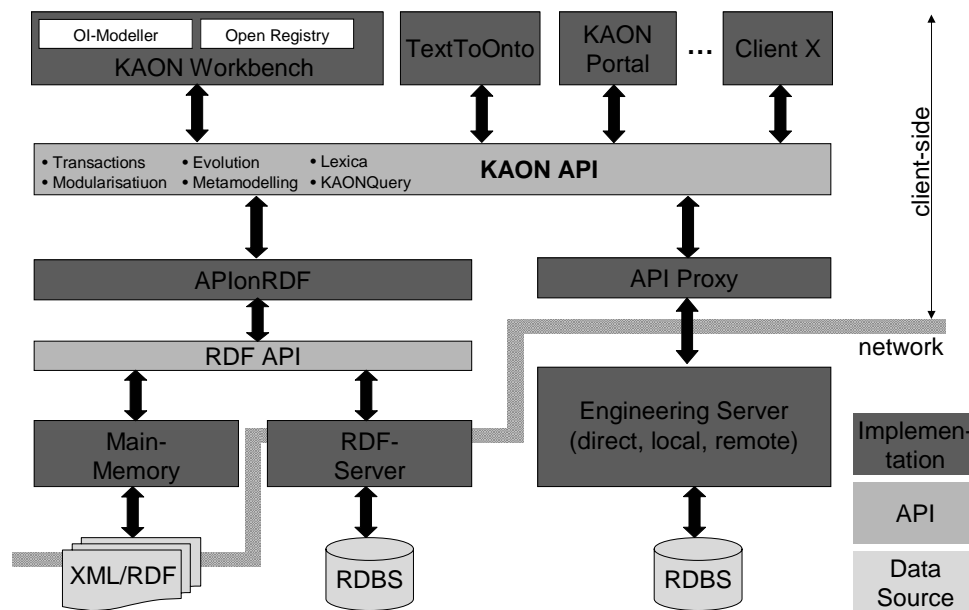 OI-Modeller
Open Registry
KAON Workbench
TextToOnto
KAON
Portal
...
Client X
client-side
• Transactions
• Evolution
• Lexica
• Modularisatiuon
• Metamodelling
• KAONQuery
KAON API
APIonRDF
API Proxy
network
RDF API
Main-
Memory
RDF-
Server
Engineering Server
(direct, local, remote)
Implemen-
tation
API
Data
Source
XML/RDF
RDBS
RDBS